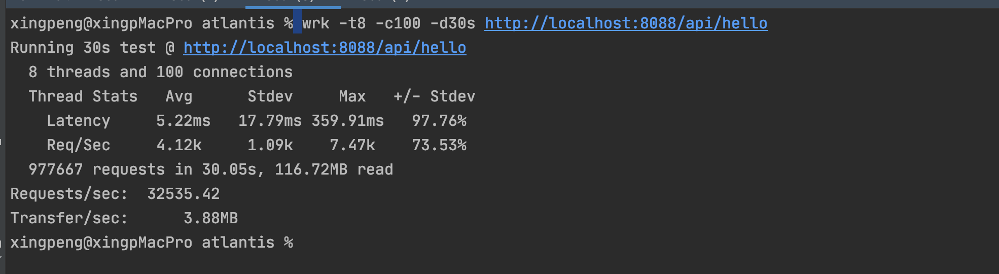 xingpeng@xingpMacPro atlantis % wrk -t8 -c100 -d30s http://localhost:8088/api/hello
Running 30s test @ http://localhost:8088/api/hello
  8 threads and 100 connections
  Thread Stats   Avg      Stdev     Max   +/- Stdev
    Latency     5.22ms   17.79ms 359.91ms   97.76%
    Req/Sec     4.12k     1.09k    7.47k    73.53%
  977667 requests in 30.05s, 116.72MB read
Requests/sec:  32535.42
Transfer/sec:      3.88MB
xingpeng@xingpMacPro atlantis %